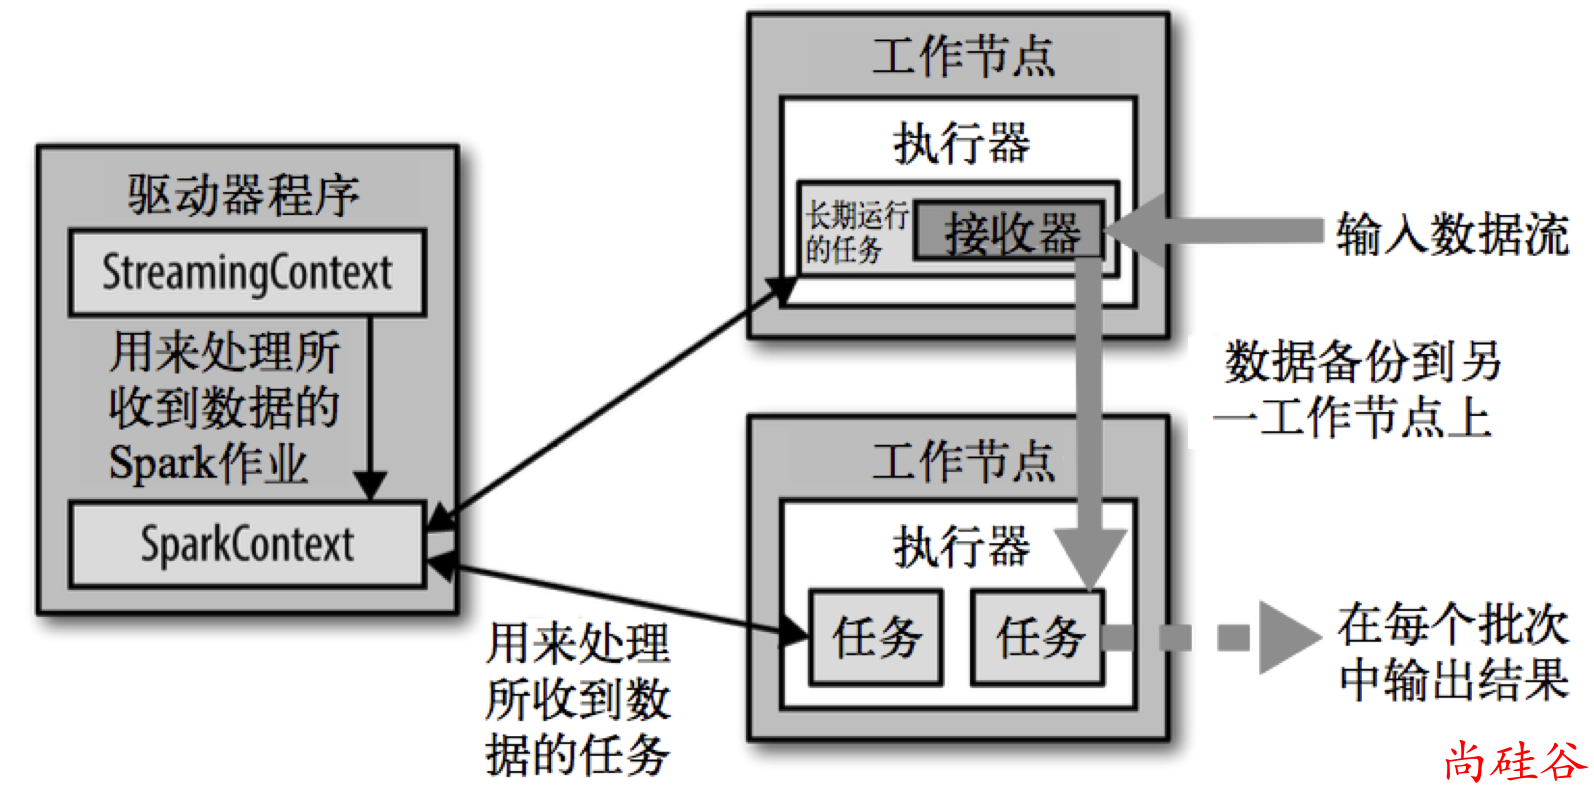 驱动器程序
StreamingContext
用来处理所
收到数据的
Spark作业
SparkContext
用来处理
所收到数
据的任务
工作节点
执行器
长期运行
的任务
接收器
输入数据流
数据备份到另
一工作节点上
工作节点
执行器
任务
任务
在每个批次
中输出结果
尚硅谷